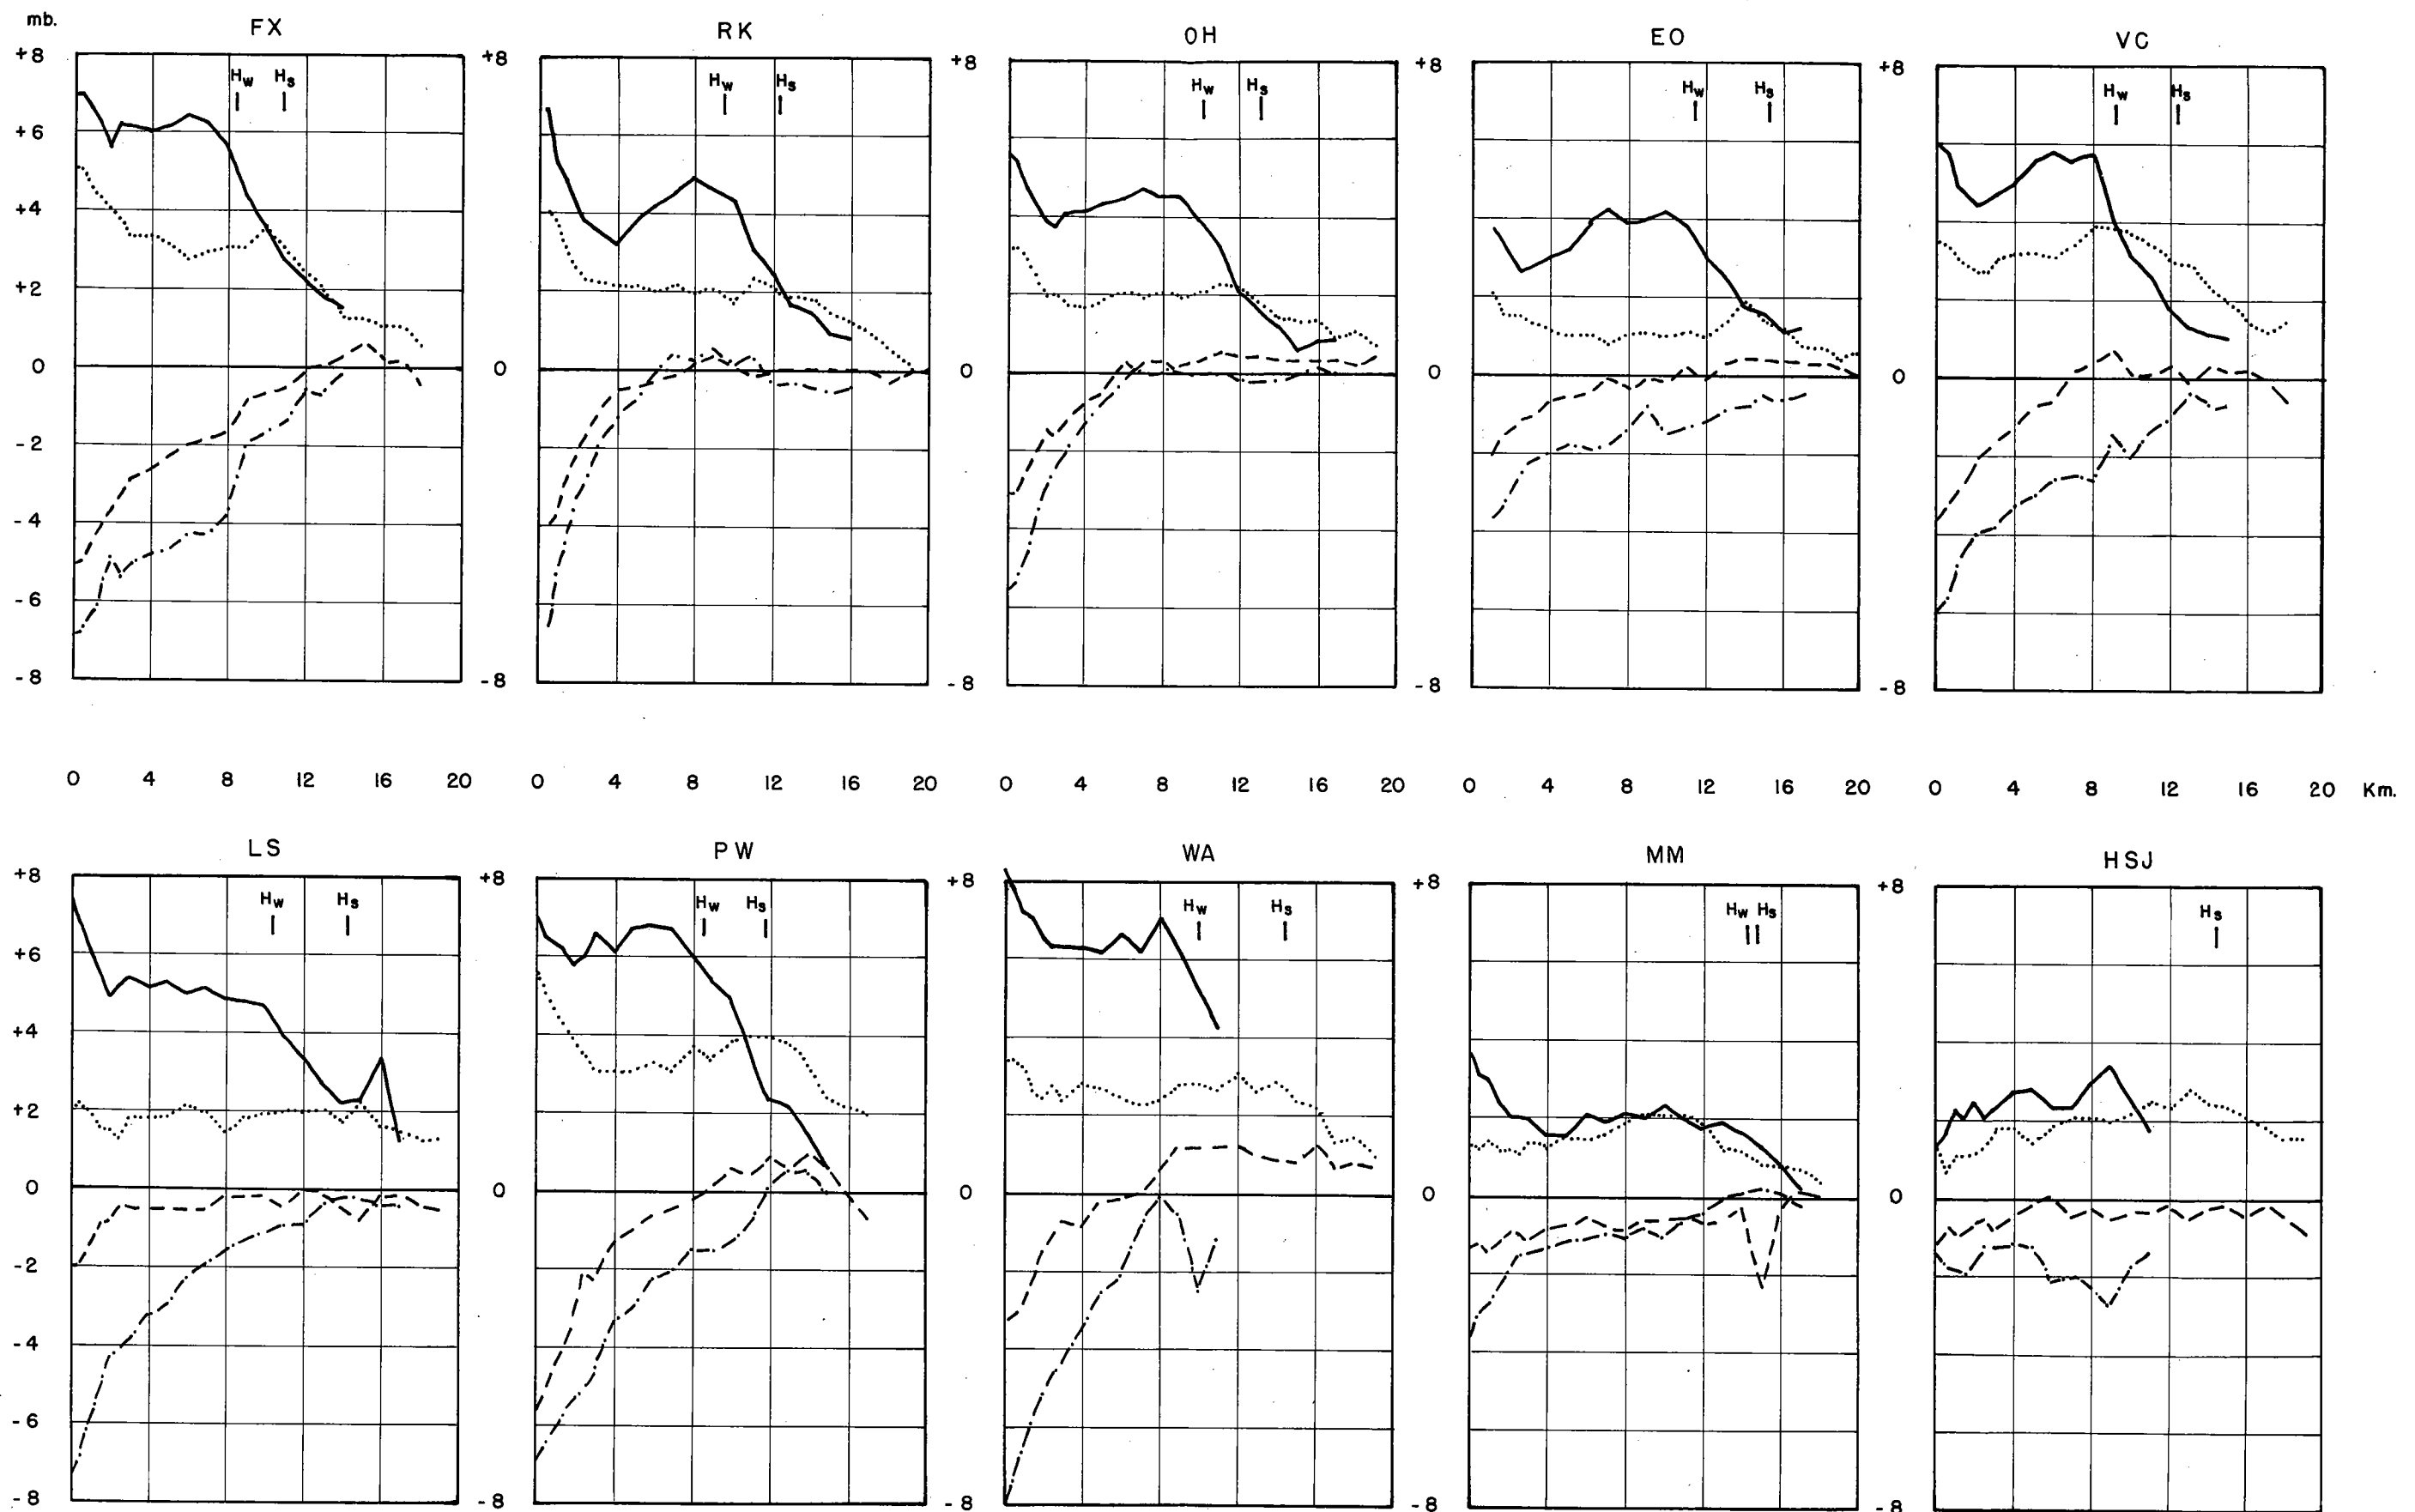 mb.
FX RK OH EO VC
+8 +8 +8 +8 +8
Hw Hs Hw Hs Hw Hs Hw Hs Hw Hs
+6
+4
+2
0 0 0 0 0
-2
-4
-6
-8 -8 -8 -8 -8
0 4 8 12 16 20 0 4 8 12 16 20 0 4 8 12 16 20 0 4 8 12 16 20 0 4 8 12 16 20 Km.
LS PW WA MM HSJ
+8 +8 +8 +8 +8
Hw Hs Hw Hs Hw Hs Hw Hs Hs
+6
+4
+2
0 0 0 0 0
-2
-4
-6
-8 -8 -8 -8 -8